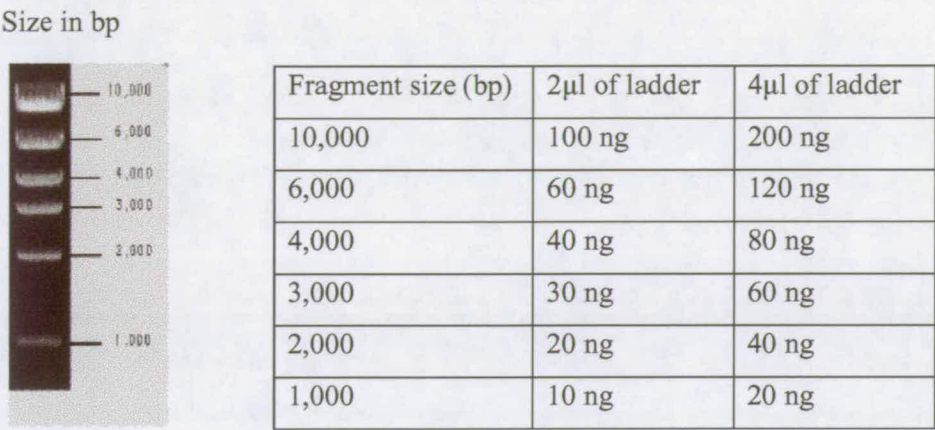 Size in bp
10,000
6,000
4,000
3,000
2,000
1,000
Fragment size (bp) 2µl of ladder 4µl of ladder
10,000 100 ng 200 ng
6,000 60 ng 120 ng
4,000 40 ng 80 ng
3,000 30 ng 60 ng
2,000 20 ng 40 ng
1,000 10 ng 20 ng